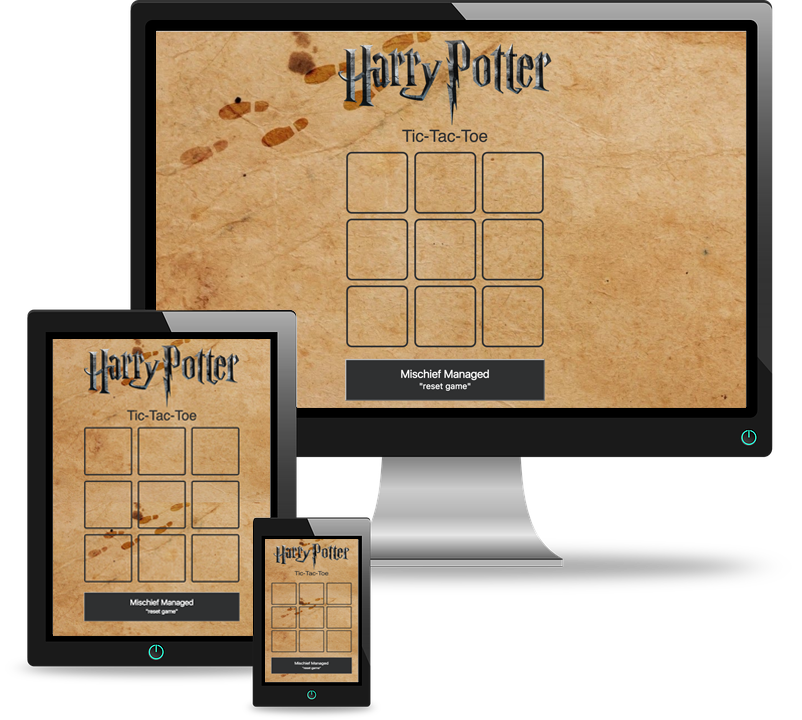 Harry Potter
Tic-Tac-Toe
Mischief Managed
"reset game"
Harry Potter
Tic-Tac-Toe
Mischief Managed
"reset game"
Harry Potter
Tic-Tac-Toe
Mischief Managed
"reset game"